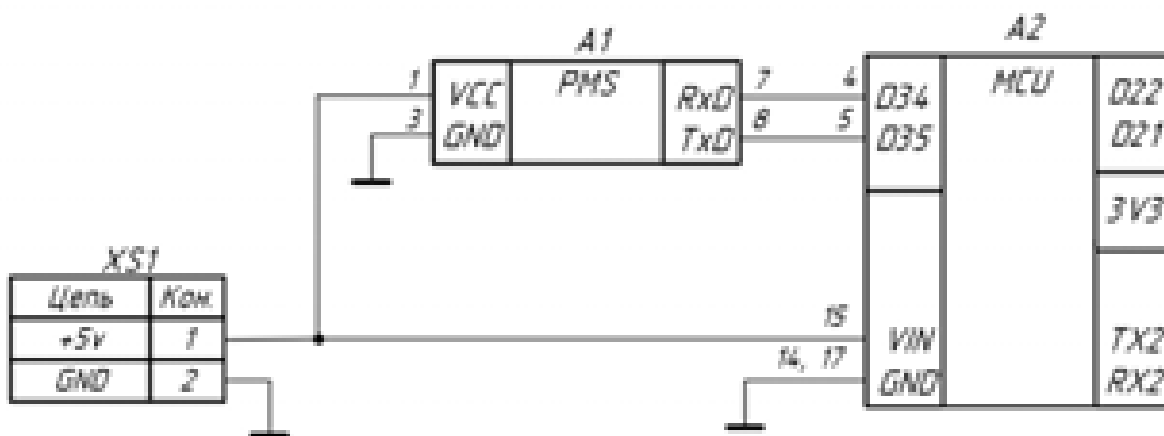 A1
PMS
1
VCC
3
GND
RxD
7
TxD
8
A2
MCU
4
D34
5
D35
D22
D21
3V3
15
VIN
14, 17
GND
TX2
RX2
XS1
Цепь Кон.
+5v 1
GND 2